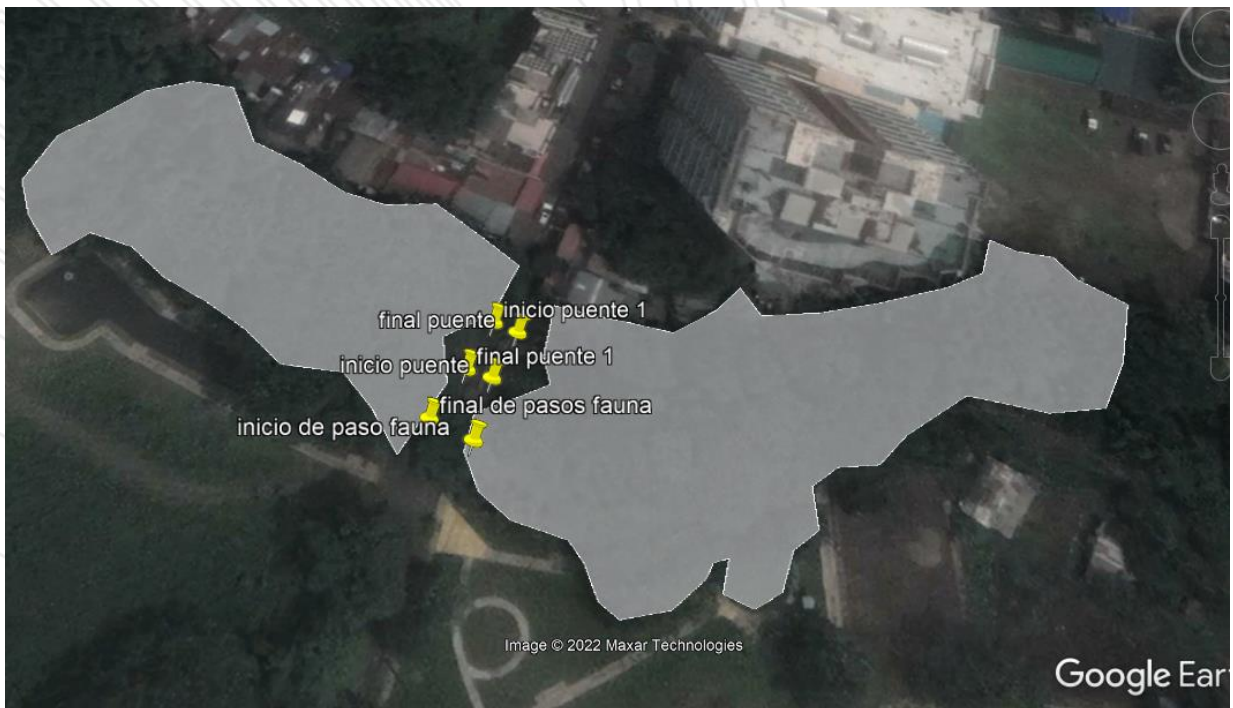 inicio puente 1
final puente
final puente 1
inicio puente
final de pasos fauna
inicio de paso fauna
Image © 2022 Maxar Technologies
Google Ear